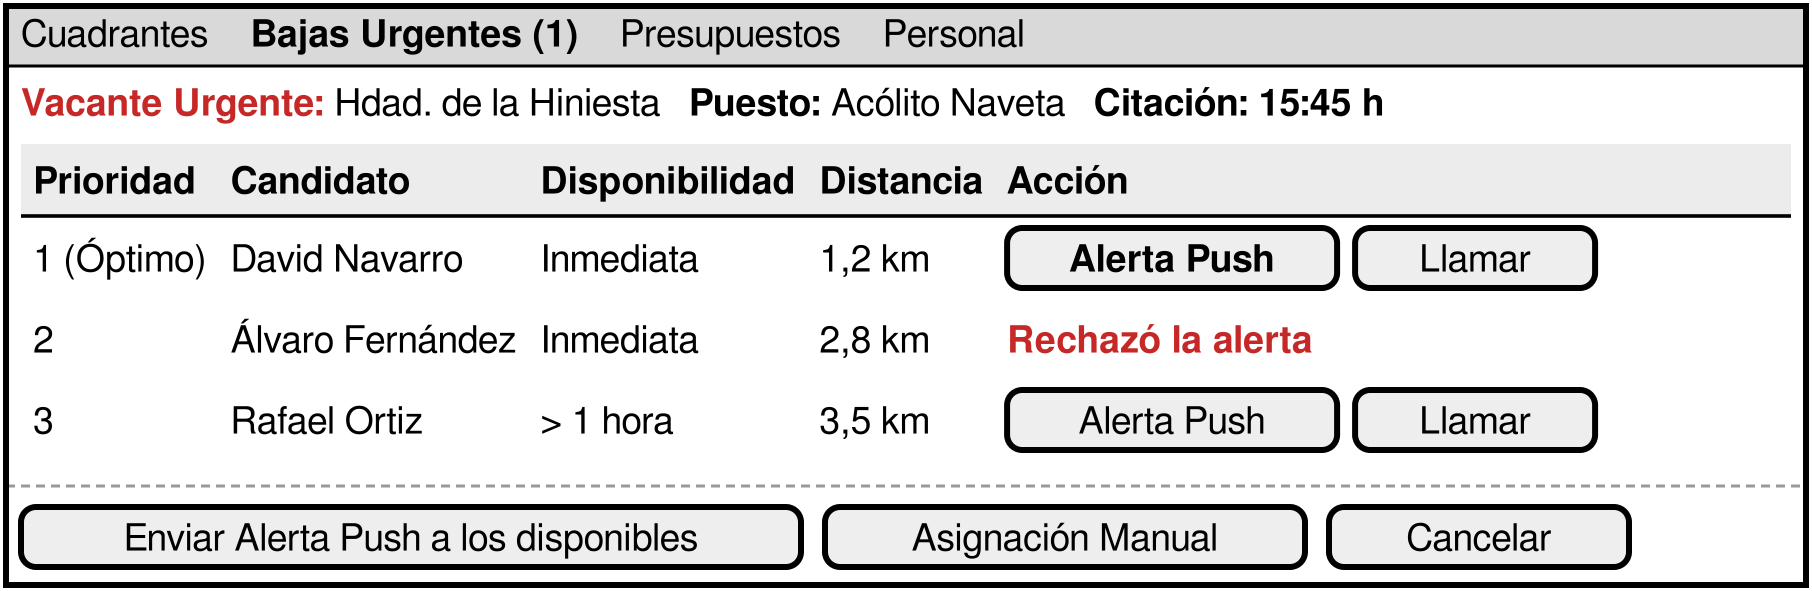 Cuadrantes Bajas Urgentes (1) Presupuestos Personal
Vacante Urgente: Hdad. de la Hiniesta Puesto: Acólito Naveta Citación: 15:45 h
Prioridad Candidato Disponibilidad Distancia Acción
1 (Óptimo) David Navarro Inmediata 1,2 km Alerta Push Llamar
2 Álvaro Fernández Inmediata 2,8 km Rechazó la alerta
3 Rafael Ortiz > 1 hora 3,5 km Alerta Push Llamar
Enviar Alerta Push a los disponibles Asignación Manual Cancelar